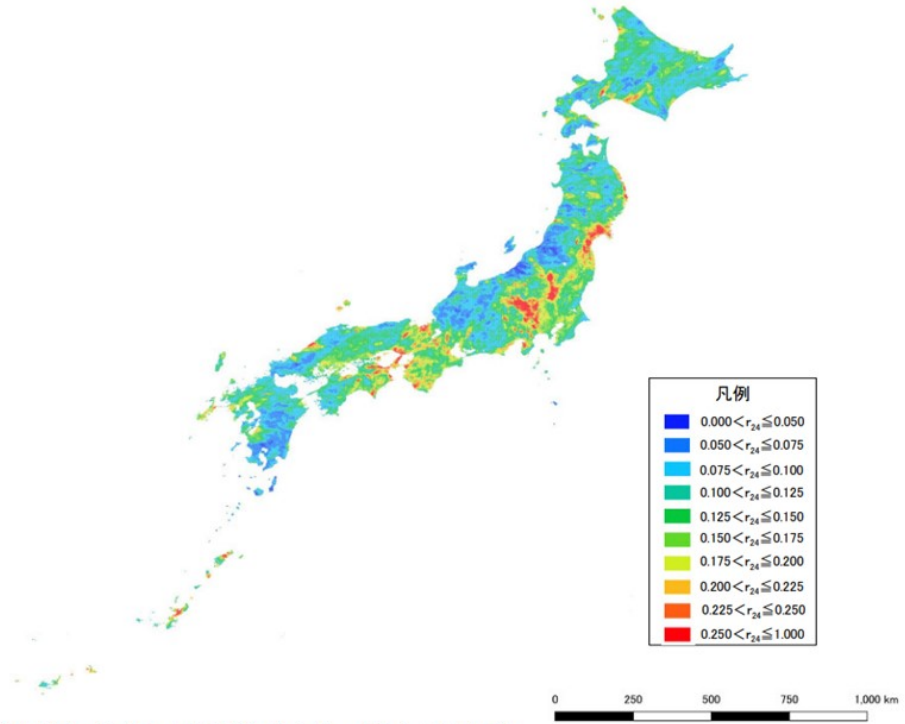 凡例
0.000<r24≦0.050
0.050<r24≦0.075
0.075<r24≦0.100
0.100<r24≦0.125
0.125<r24≦0.150
0.150<r24≦0.175
0.175<r24≦0.200
0.200<r24≦0.225
0.225<r24≦0.250
0.250<r24≦1.000
0 250 500 750 1,000 km